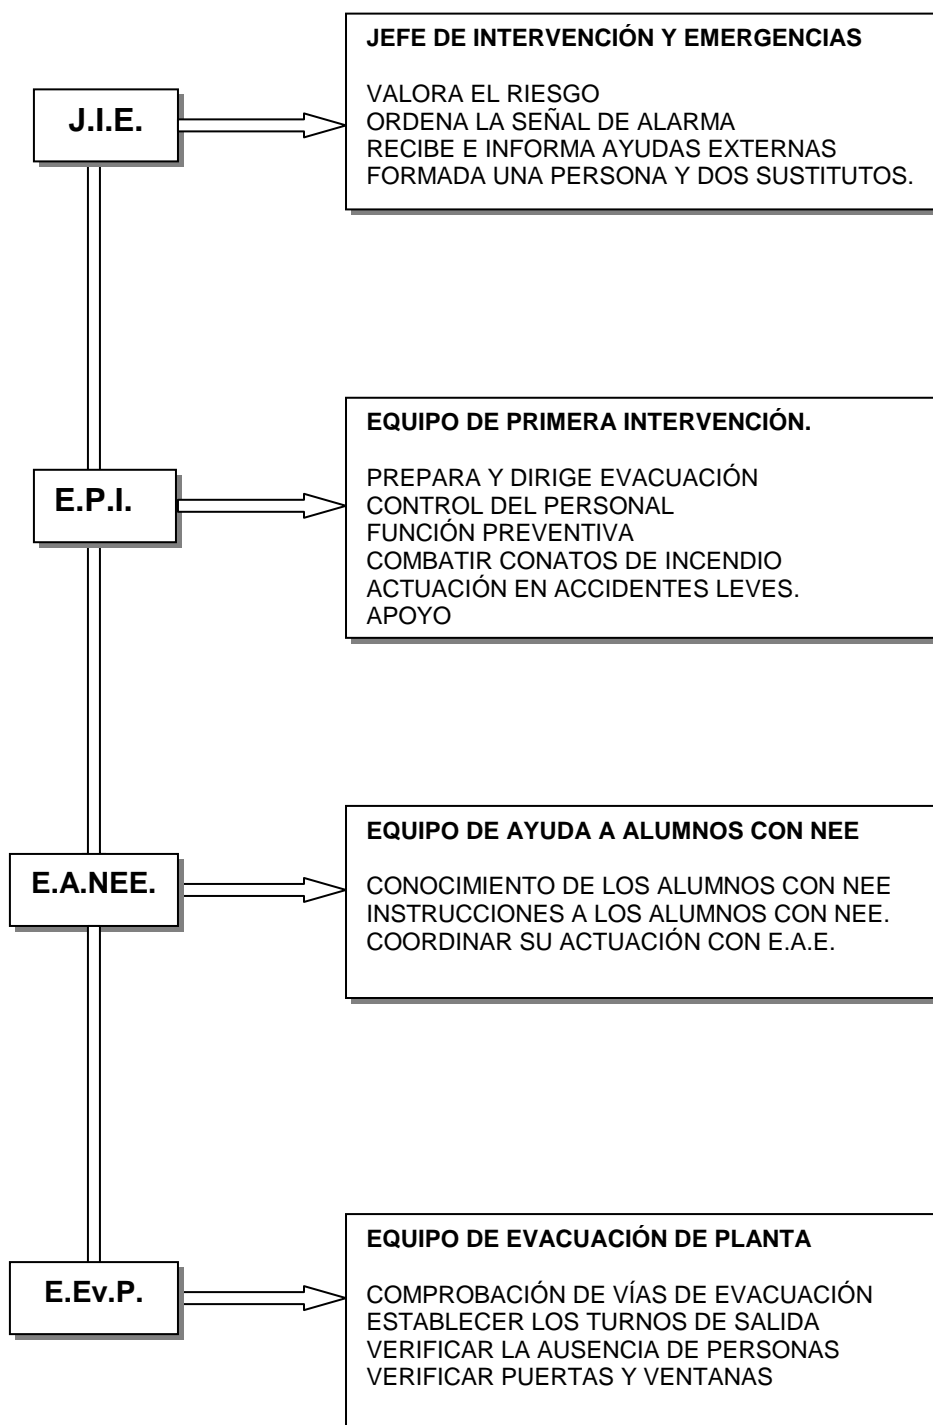 J.I.E.
JEFE DE INTERVENCIÓN Y EMERGENCIAS
VALORA EL RIESGO
ORDENA LA SEÑAL DE ALARMA
RECIBE E INFORMA AYUDAS EXTERNAS
FORMADA UNA PERSONA Y DOS SUSTITUTOS.
E.P.I.
EQUIPO DE PRIMERA INTERVENCIÓN.
PREPARA Y DIRIGE EVACUACIÓN
CONTROL DEL PERSONAL
FUNCIÓN PREVENTIVA
COMBATIR CONATOS DE INCENDIO
ACTUACIÓN EN ACCIDENTES LEVES.
APOYO
E.A.NEE.
EQUIPO DE AYUDA A ALUMNOS CON NEE
CONOCIMIENTO DE LOS ALUMNOS CON NEE
INSTRUCCIONES A LOS ALUMNOS CON NEE.
COORDINAR SU ACTUACIÓN CON E.A.E.
E.Ev.P.
EQUIPO DE EVACUACIÓN DE PLANTA
COMPROBACIÓN DE VÍAS DE EVACUACIÓN
ESTABLECER LOS TURNOS DE SALIDA
VERIFICAR LA AUSENCIA DE PERSONAS
VERIFICAR PUERTAS Y VENTANAS